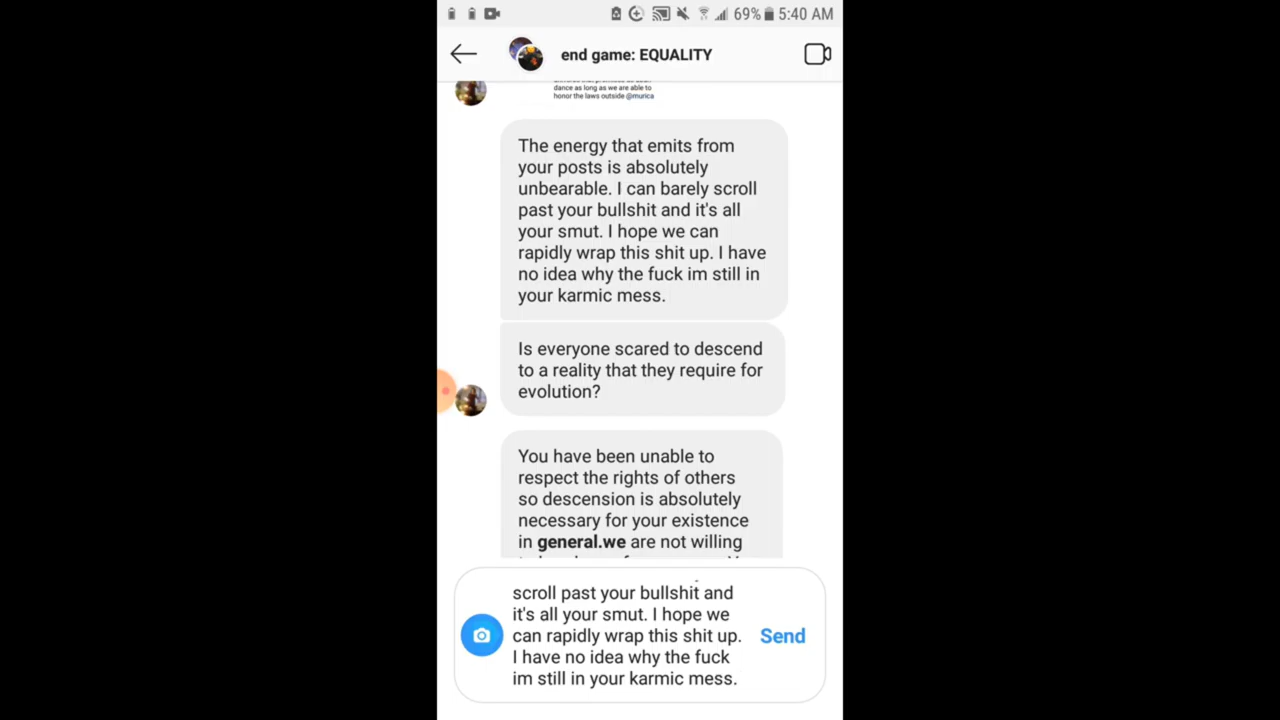 69% 5:40 AM
end game: EQUALITY
dance as long as we are able to
honor the laws outside @murica
The energy that emits from
your posts is absolutely
unbearable. I can barely scroll
past your bullshit and it's all
your smut. I hope we can
rapidly wrap this shit up. I have
no idea why the fuck im still in
your karmic mess.
Is everyone scared to descend
to a reality that they require for
evolution?
You have been unable to
respect the rights of others
so descension is absolutely
necessary for your existence
in general.we are not willing
scroll past your bullshit and
it's all your smut. I hope we
can rapidly wrap this shit up.
I have no idea why the fuck
im still in your karmic mess.
Send